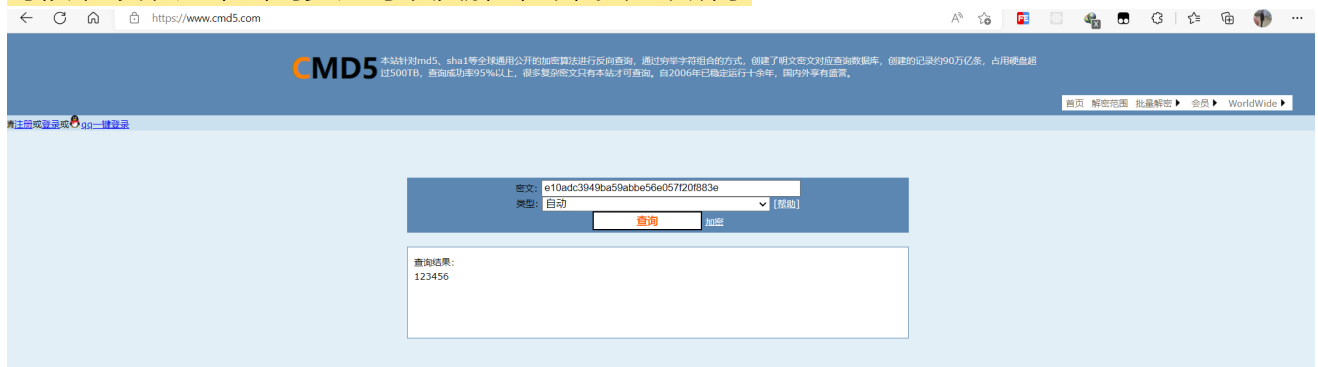 https://www.cmd5.com
CMD5
本站针对md5、sha1等全球通用公开的加密算法进行反向查询，通过穷举字符组合的方式，创建了明文密文对应查询数据库，创建的记录约90万亿条，占用硬盘超
过500TB，查询成功率95%以上，很多复杂密文只有本站才可查询。自2006年已稳定运行十余年，国内外享有盛誉。
首页 解密范围 批量解密 会员 WorldWide
请注册或登录或qq一键登录
密文: e10adc3949ba59abbe56e057f20f883e
类型: 自动 [帮助]
查询 加密
查询结果:
123456